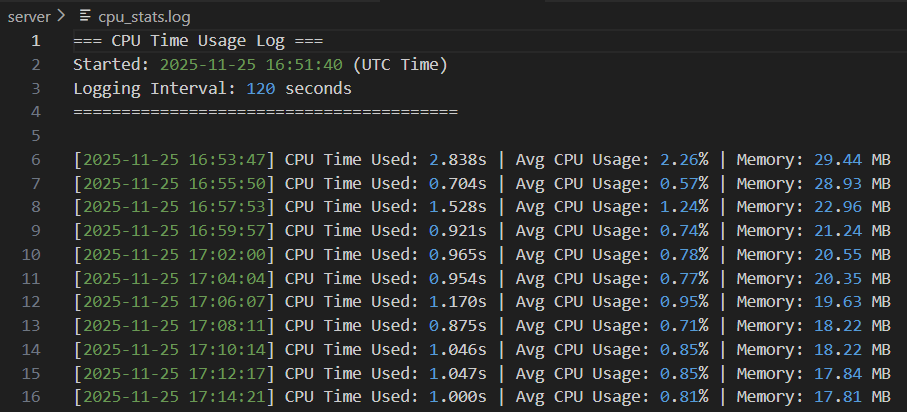 server > cpu_stats.log
1 === CPU Time Usage Log ===
2 Started: 2025-11-25 16:51:40 (UTC Time)
3 Logging Interval: 120 seconds
4 ========================================
5
6 [2025-11-25 16:53:47] CPU Time Used: 2.838s | Avg CPU Usage: 2.26% | Memory: 29.44 MB
7 [2025-11-25 16:55:50] CPU Time Used: 0.704s | Avg CPU Usage: 0.57% | Memory: 28.93 MB
8 [2025-11-25 16:57:53] CPU Time Used: 1.528s | Avg CPU Usage: 1.24% | Memory: 22.96 MB
9 [2025-11-25 16:59:57] CPU Time Used: 0.921s | Avg CPU Usage: 0.74% | Memory: 21.24 MB
10 [2025-11-25 17:02:00] CPU Time Used: 0.965s | Avg CPU Usage: 0.78% | Memory: 20.55 MB
11 [2025-11-25 17:04:04] CPU Time Used: 0.954s | Avg CPU Usage: 0.77% | Memory: 20.35 MB
12 [2025-11-25 17:06:07] CPU Time Used: 1.170s | Avg CPU Usage: 0.95% | Memory: 19.63 MB
13 [2025-11-25 17:08:11] CPU Time Used: 0.875s | Avg CPU Usage: 0.71% | Memory: 18.22 MB
14 [2025-11-25 17:10:14] CPU Time Used: 1.046s | Avg CPU Usage: 0.85% | Memory: 18.22 MB
15 [2025-11-25 17:12:17] CPU Time Used: 1.047s | Avg CPU Usage: 0.85% | Memory: 17.84 MB
16 [2025-11-25 17:14:21] CPU Time Used: 1.000s | Avg CPU Usage: 0.81% | Memory: 17.81 MB